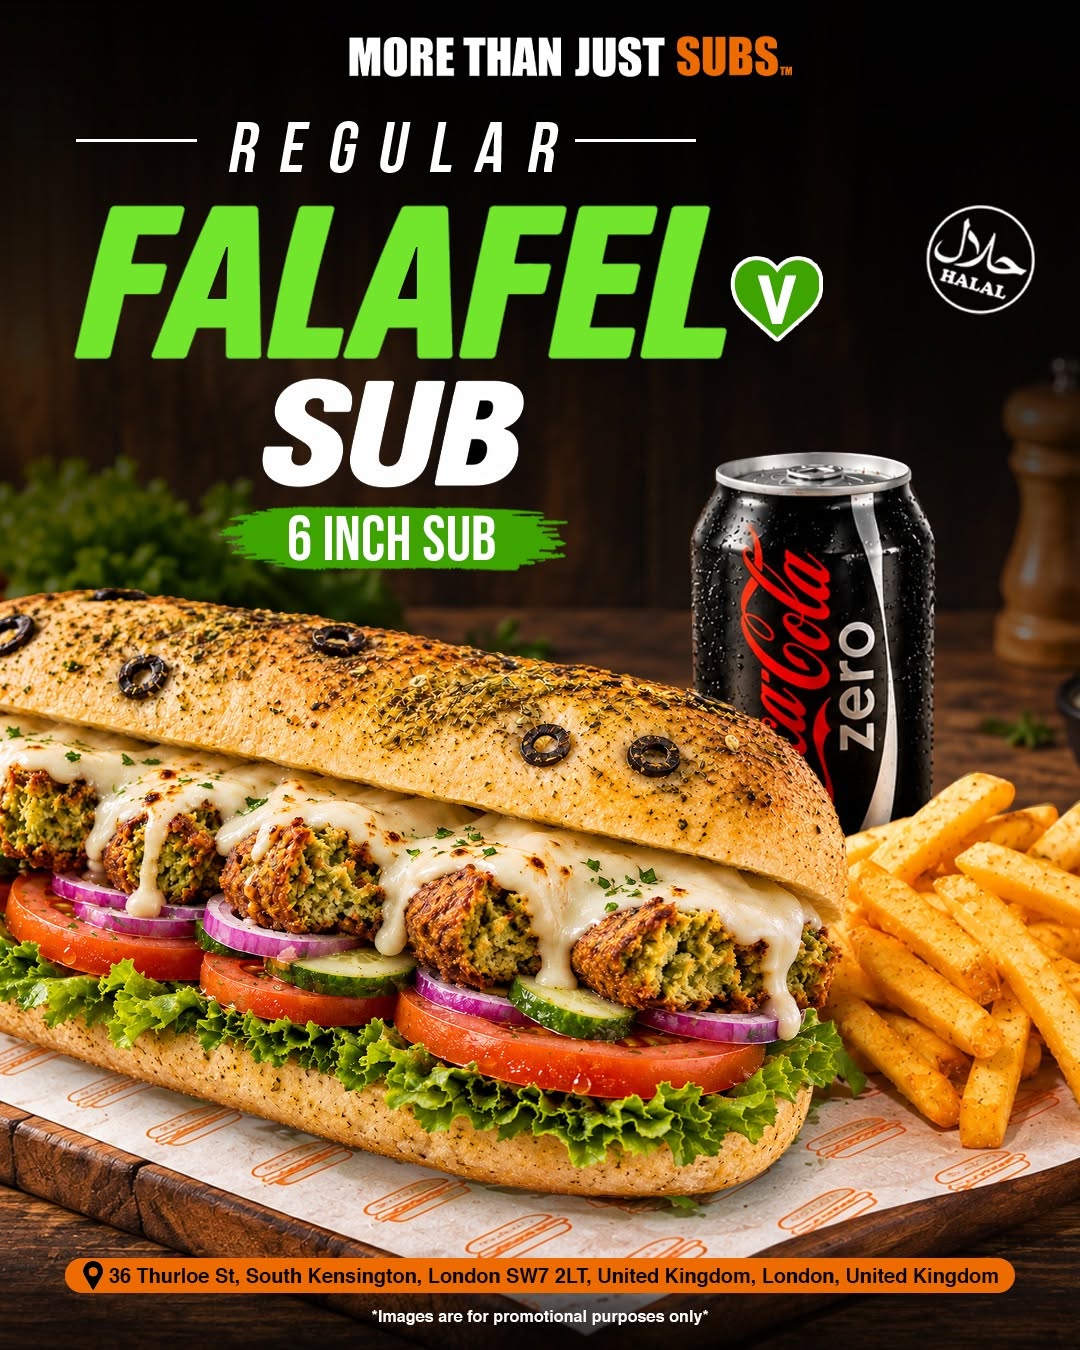 MORE THAN JUST SUBS™
REGULAR
FALAFEL
V
حلال
HALAL
SUB
6 INCH SUB
Coca-Cola
zero
36 Thurloe St, South Kensington, London SW7 2LT, United Kingdom, London, United Kingdom
*Images are for promotional purposes only*